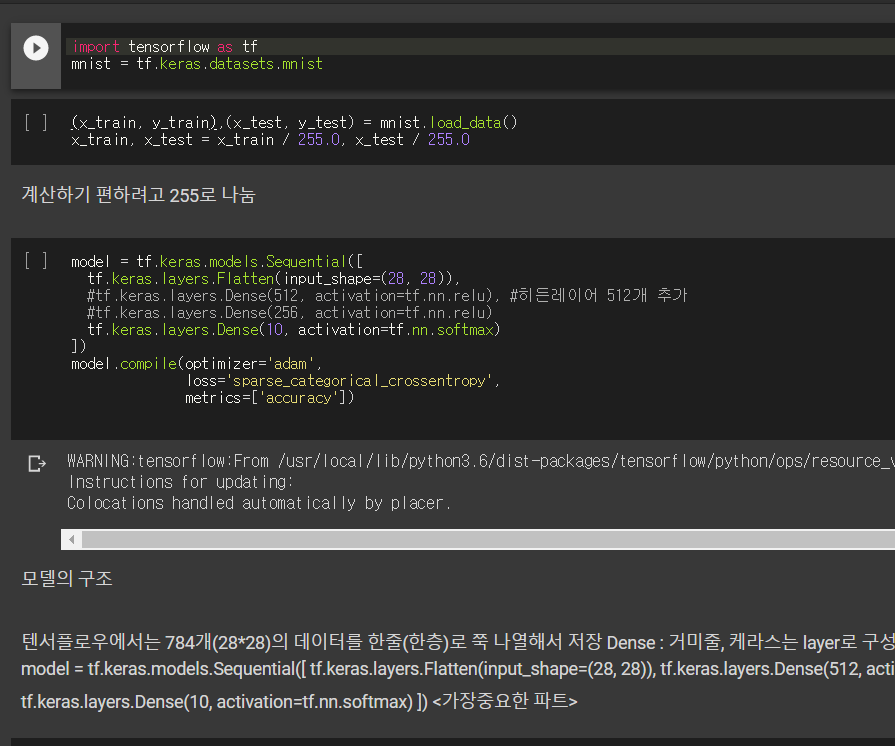 import tensorflow as tf
mnist = tf.keras.datasets.mnist
[ ] (x_train, y_train),(x_test, y_test) = mnist.load_data()
x_train, x_test = x_train / 255.0, x_test / 255.0
계산하기 편하려고 255로 나눔
[ ] model = tf.keras.models.Sequential([
tf.keras.layers.Flatten(input_shape=(28, 28)),
#tf.keras.layers.Dense(512, activation=tf.nn.relu), #히든레이어 512개 추가
#tf.keras.layers.Dense(256, activation=tf.nn.relu)
tf.keras.layers.Dense(10, activation=tf.nn.softmax)
])
model.compile(optimizer='adam',
loss='sparse_categorical_crossentropy',
metrics=['accuracy'])
WARNING:tensorflow:From /usr/local/lib/python3.6/dist-packages/tensorflow/python/ops/resource_v
Instructions for updating:
Colocations handled automatically by placer.
모델의 구조
텐서플로우에서는 784개(28*28)의 데이터를 한줄(한층)로 쭉 나열해서 저장 Dense : 거미줄, 케라스는 layer로 구성
model = tf.keras.models.Sequential([ tf.keras.layers.Flatten(input_shape=(28, 28)), tf.keras.layers.Dense(512, acti
tf.keras.layers.Dense(10, activation=tf.nn.softmax) ]) <가장중요한 파트>